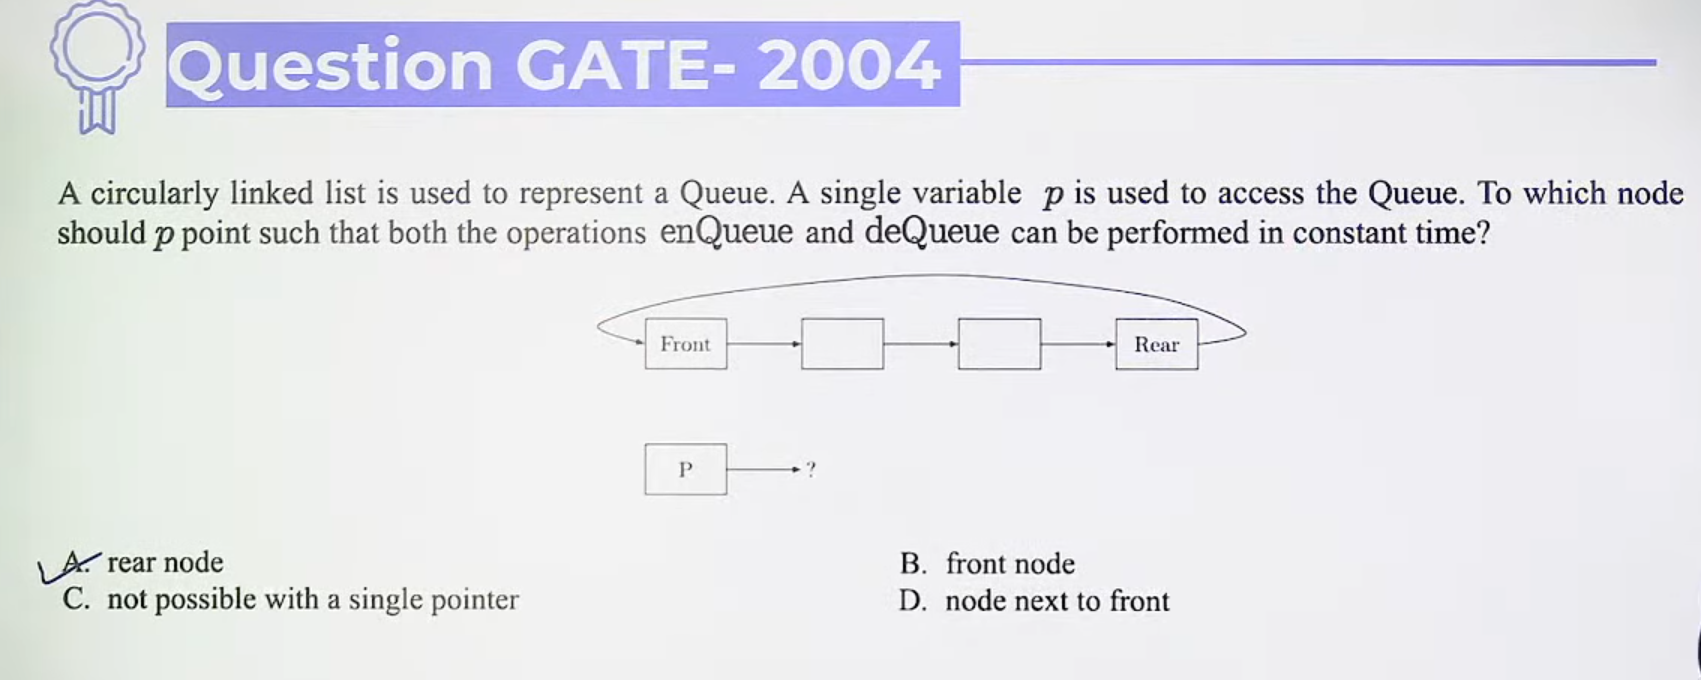 Question GATE- 2004
A circularly linked list is used to represent a Queue. A single variable p is used to access the Queue. To which node
should p point such that both the operations enQueue and deQueue can be performed in constant time?
Front Rear
P ?
A. rear node B. front node
C. not possible with a single pointer D. node next to front